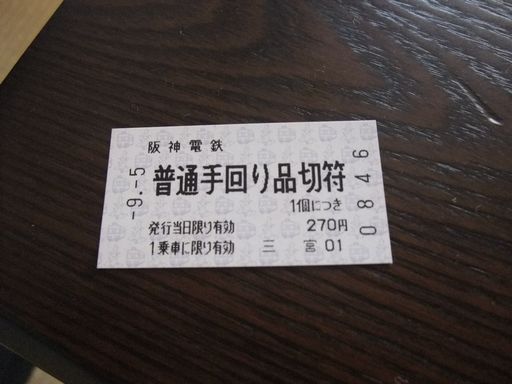 阪神電鉄
普通手回り品切符
1個につき
発行当日限り有効 270円
1乗車に限り有効 三宮01
-9.-5
0846